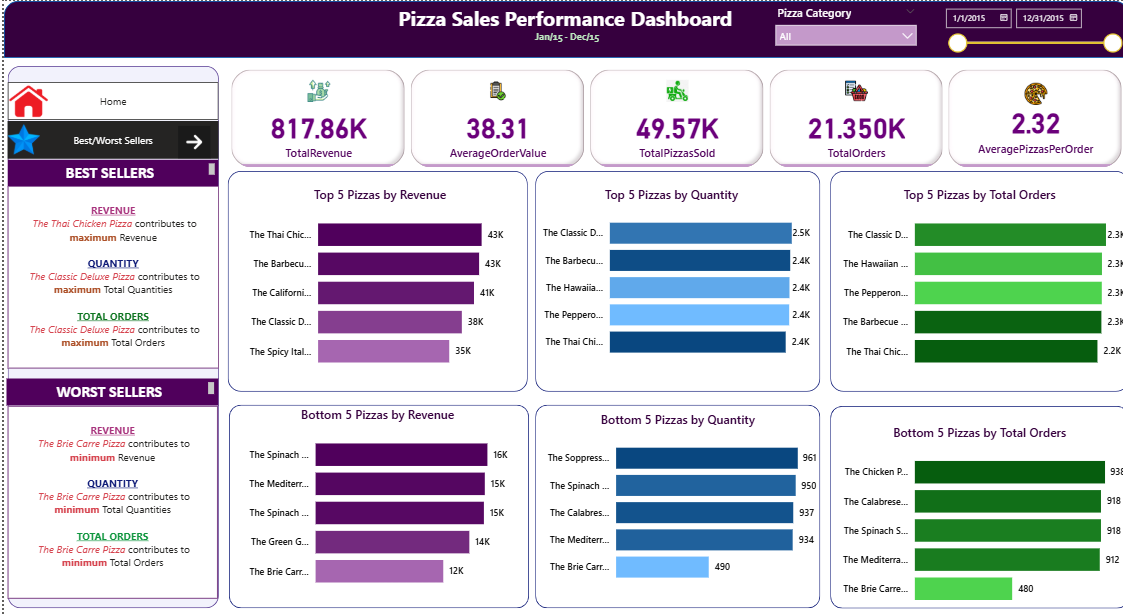 Pizza Sales Performance Dashboard
Jan/15 - Dec/15
Pizza Category
All
1/1/2015
12/31/2015
Home
Best/Worst Sellers
BEST SELLERS
REVENUE
The Thai Chicken Pizza contributes to
maximum Revenue
QUANTITY
The Classic Deluxe Pizza contributes to
maximum Total Quantities
TOTAL ORDERS
The Classic Deluxe Pizza contributes to
maximum Total Orders
WORST SELLERS
REVENUE
The Brie Carre Pizza contributes to
minimum Revenue
QUANTITY
The Brie Carre Pizza contributes to
minimum Total Quantities
TOTAL ORDERS
The Brie Carre Pizza contributes to
minimum Total Orders
817.86K
TotalRevenue
38.31
AverageOrderValue
49.57K
TotalPizzasSold
21.350K
TotalOrders
2.32
AveragePizzasPerOrder
Top 5 Pizzas by Revenue
The Thai Chic... 43K
The Barbecu... 43K
The Californi... 41K
The Classic D... 38K
The Spicy Ital... 35K
Top 5 Pizzas by Quantity
The Classic D... 2.5K
The Barbecu... 2.4K
The Hawaiia... 2.4K
The Peppero... 2.4K
The Thai Chi... 2.4K
Top 5 Pizzas by Total Orders
The Classic D... 2.3K
The Hawaiian ... 2.3K
The Pepperon... 2.3K
The Barbecue ... 2.3K
The Thai Chic... 2.2K
Bottom 5 Pizzas by Revenue
The Spinach ... 16K
The Mediterr... 15K
The Spinach ... 15K
The Green G... 14K
The Brie Carr... 12K
Bottom 5 Pizzas by Quantity
The Soppress... 961
The Spinach ... 950
The Calabres... 937
The Mediterr... 934
The Brie Carr... 490
Bottom 5 Pizzas by Total Orders
The Chicken P... 938
The Calabrese... 918
The Spinach S... 918
The Mediterra... 912
The Brie Carre... 480